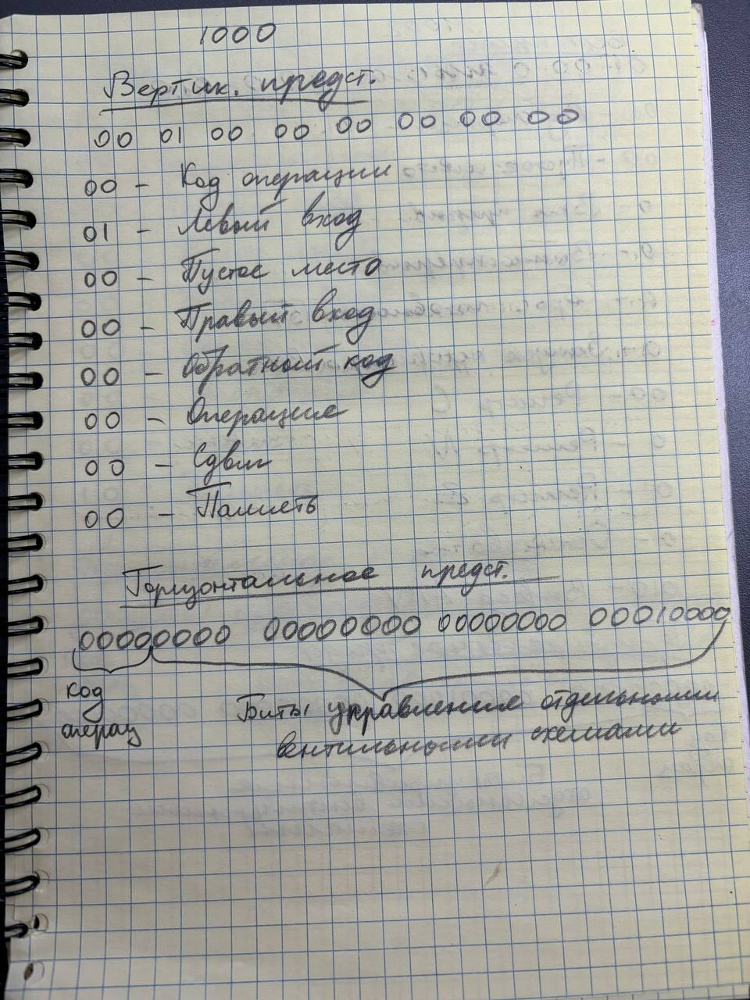 1000
Вертик. предст.
00 01 00 00 00 00 00 00
00 - Код операции
01 - Левый вход
00 - Пустое место
00 - Правый вход
00 - Обратный код
00 - Операция
00 - Сдвиг
00 - Память
Горизонтальное предст.
00000000 00000000 00000000 00010000
код
операц
Биты управления отдельными
вентильными схемами